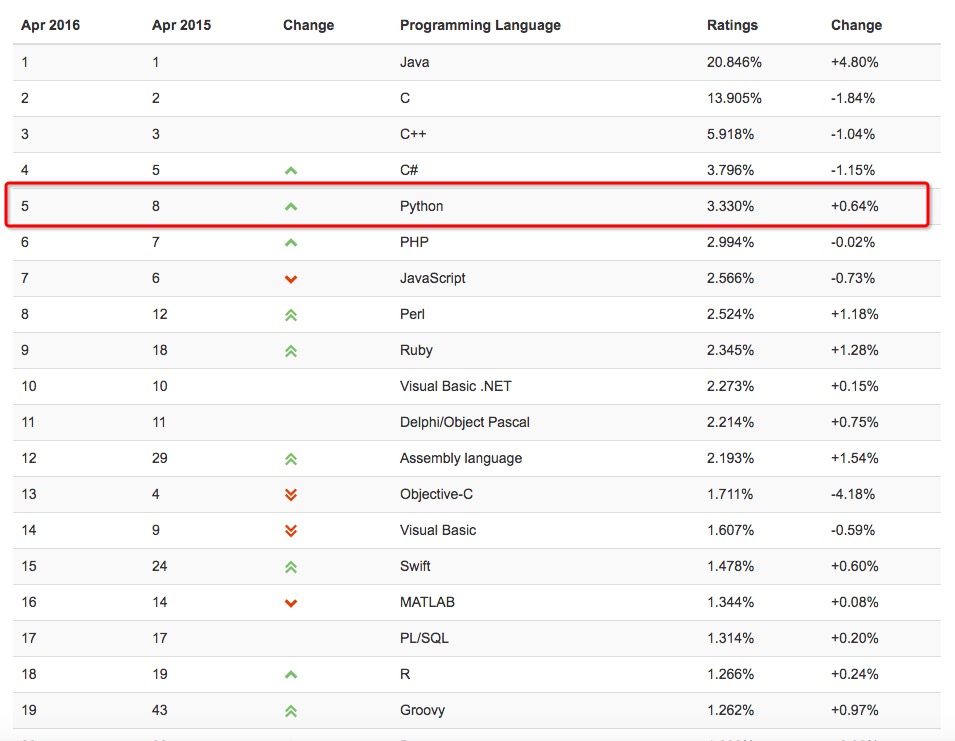 Apr 2016 Apr 2015 Change Programming Language Ratings Change
1 1 Java 20.846% +4.80%
2 2 C 13.905% -1.84%
3 3 C++ 5.918% -1.04%
4 5 C# 3.796% -1.15%
5 8 Python 3.330% +0.64%
6 7 PHP 2.994% -0.02%
7 6 JavaScript 2.566% -0.73%
8 12 Perl 2.524% +1.18%
9 18 Ruby 2.345% +1.28%
10 10 Visual Basic .NET 2.273% +0.15%
11 11 Delphi/Object Pascal 2.214% +0.75%
12 29 Assembly language 2.193% +1.54%
13 4 Objective-C 1.711% -4.18%
14 9 Visual Basic 1.607% -0.59%
15 24 Swift 1.478% +0.60%
16 14 MATLAB 1.344% +0.08%
17 17 PL/SQL 1.314% +0.20%
18 19 R 1.266% +0.24%
19 43 Groovy 1.262% +0.97%